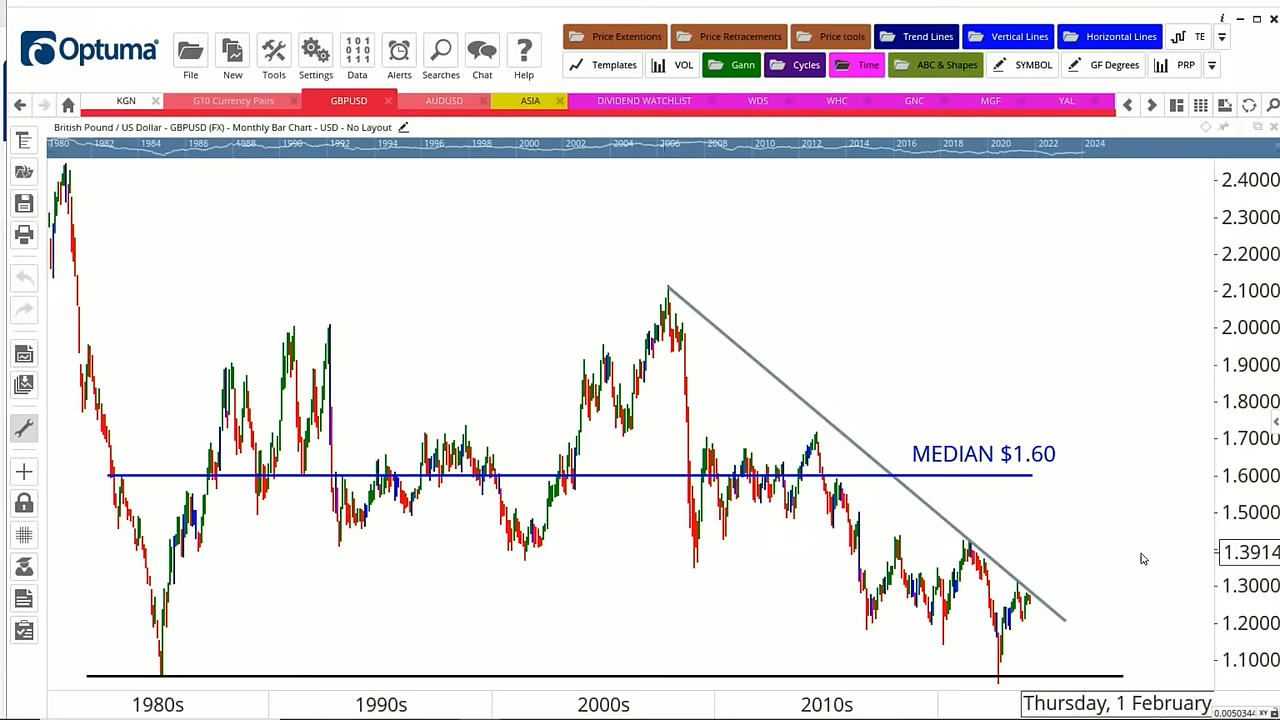 Optuma
File New Tools Settings Data Alerts Searches Chat Help
Price Extentions Price Retracements Price tools Trend Lines Vertical Lines Horizontal Lines TE
Templates VOL Gann Cycles Time ABC & Shapes SYMBOL GF Degrees PRP
KGN G10 Currency Pairs GBPUSD AUDUSD ASIA DIVIDEND WATCHLIST WDS WHC GNC MGF YAL
British Pound / US Dollar - GBPUSD (FX) - Monthly Bar Chart - USD - No Layout
1980 1982 1984 1986 1988 1990 1992 1994 1996 1998 2000 2002 2004 2006 2008 2010 2012 2014 2016 2018 2020 2022 2024
2.4000
2.3000
2.2000
2.1000
2.0000
1.9000
1.8000
1.7000
MEDIAN $1.60
1.6000
1.5000
1.3914
1.3000
1.2000
1.1000
1980s 1990s 2000s 2010s Thursday, 1 February
0.0050344 XY